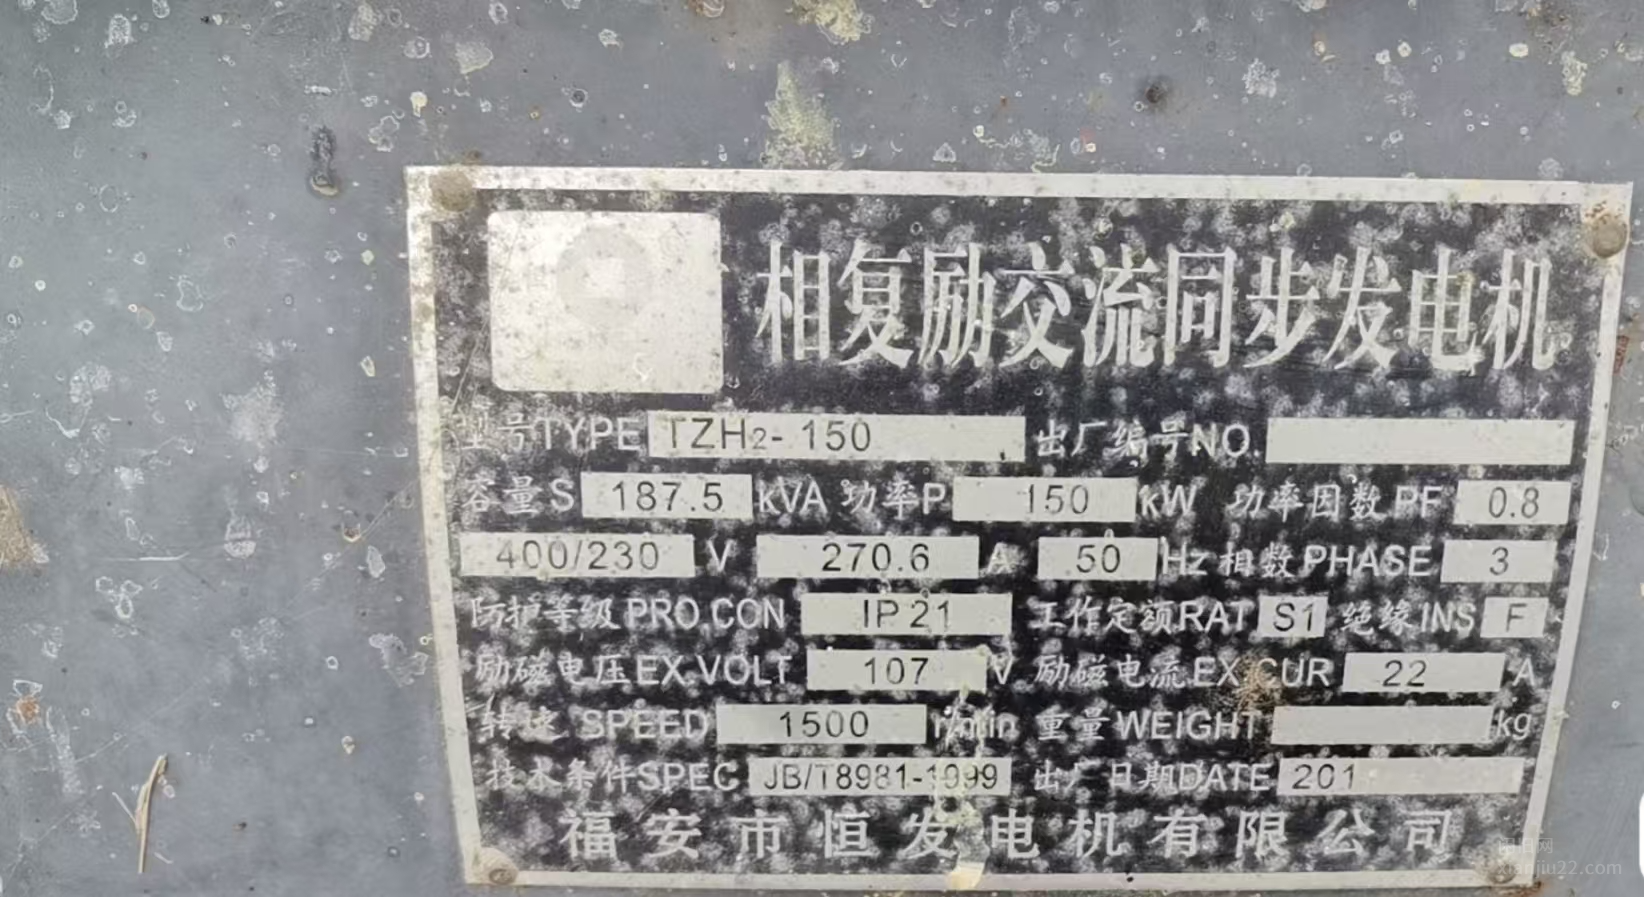 相复励交流同步发电机
型号TYPE TZH2-150 出厂编号NO.
容量S 187.5 kVA 功率P 150 kW 功率因数PF 0.8
400/230 V 270.6 A 50 Hz 相数PHASE 3
防护等级PRO.CON IP21 工作定额RAT S1 绝缘INS F
励磁电压EX.VOLT 107 V 励磁电流EX.CUR 22 A
转速 SPEED 1500 r/min 重量WEIGHT kg
技术条件SPEC JB/T8981-1999 出厂日期DATE 201
福安市恒发电机有限公司
xianjiu22.com